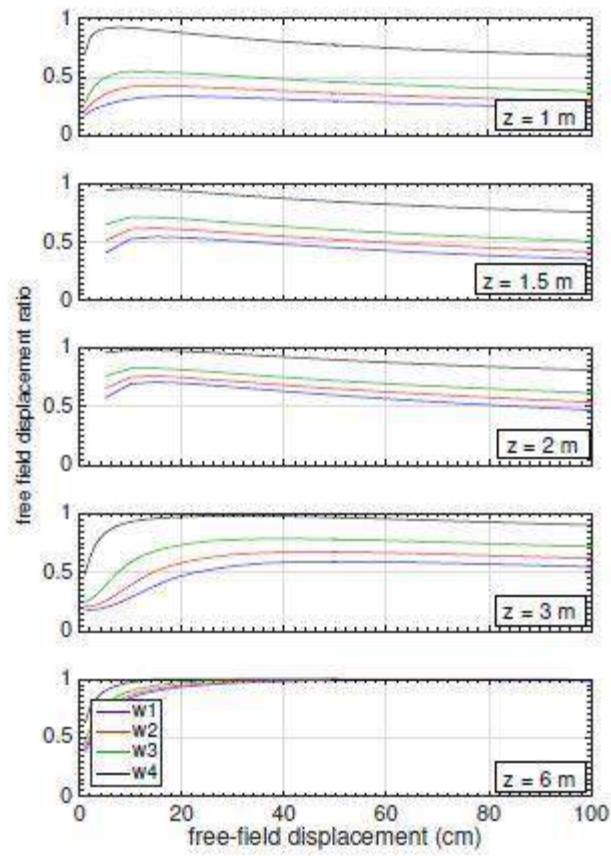 1
0.5
0
z = 1 m
1
0.5
0
z = 1.5 m
1
0.5
0
z = 2 m
1
0.5
0
z = 3 m
1
0.5
0
w1
w2
w3
w4
z = 6 m
0
20
40
60
80
100
free-field displacement (cm)
free field displacement ratio